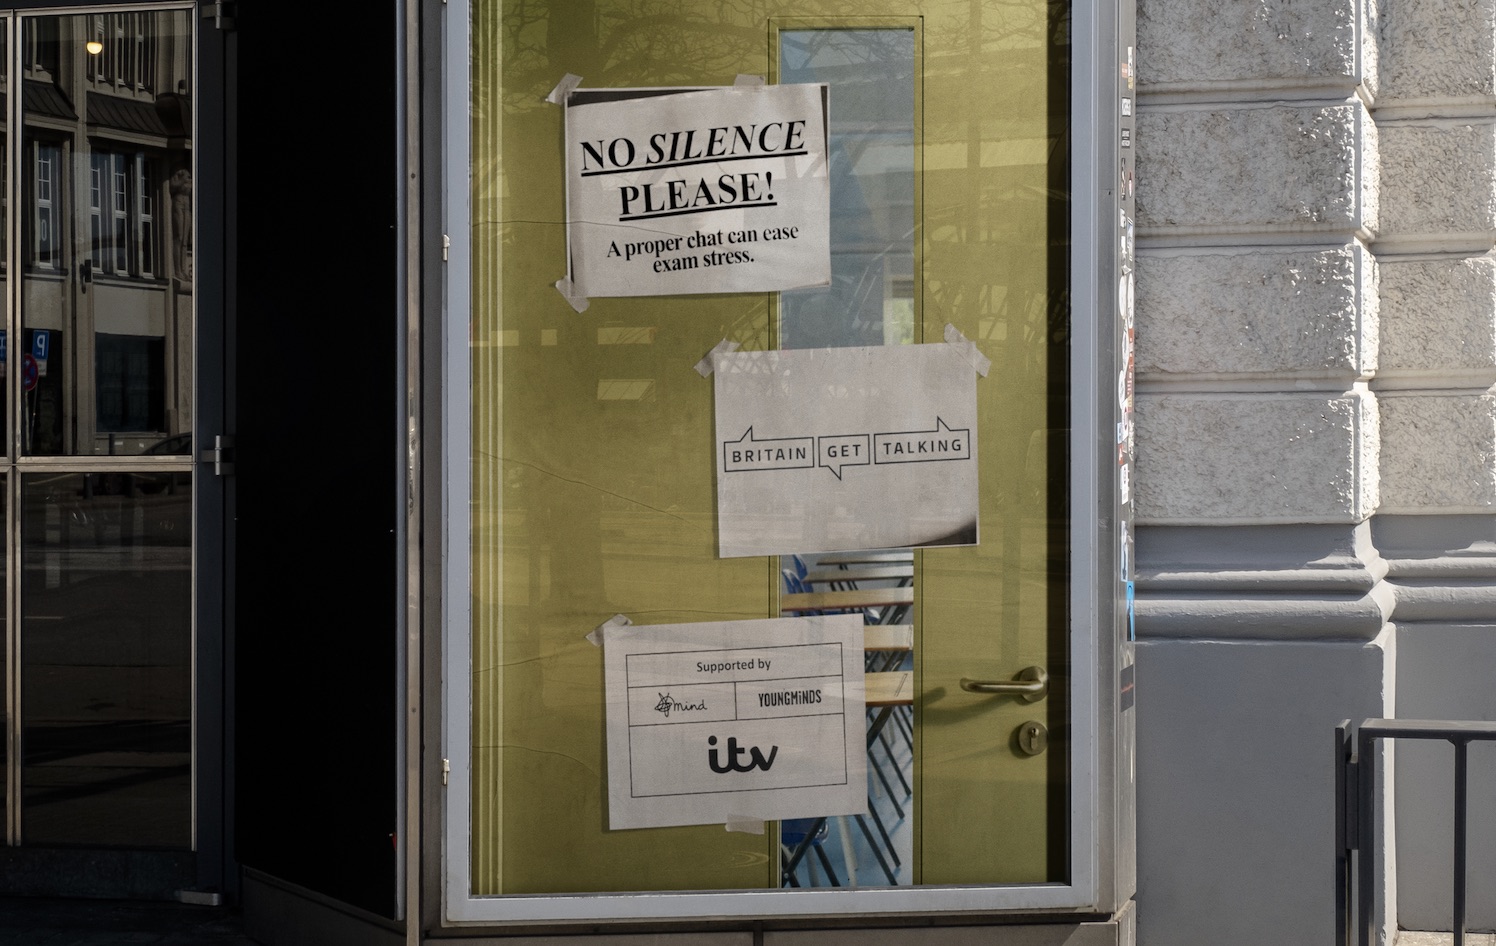 NO SILENCE
PLEASE!
A proper chat can ease
exam stress.
BRITAIN GET TALKING
Supported by
mind
YOUNGMiNDS
itv